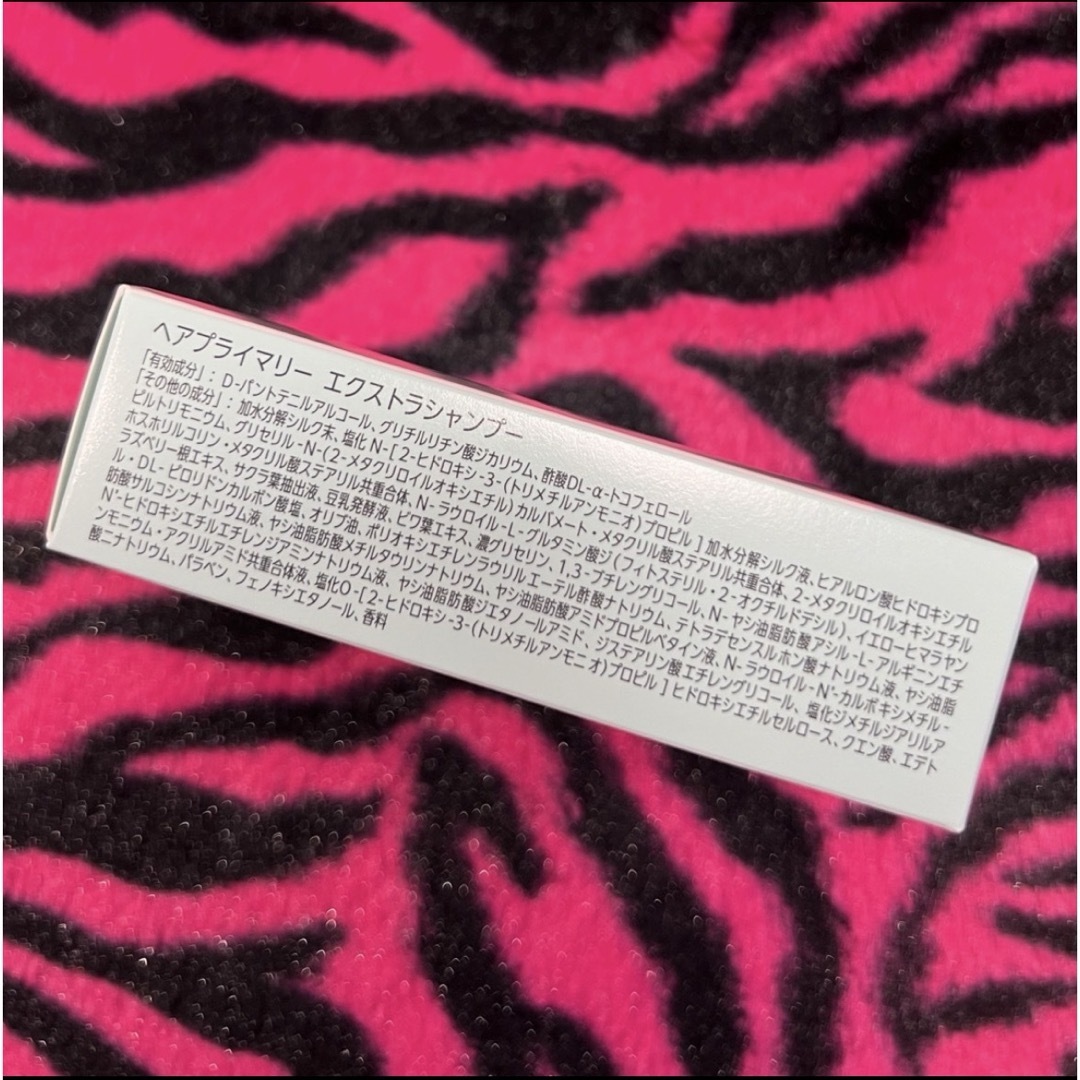 ヘアプライマリー エクストラシャンプー
「有効成分」: D-パントテニルアルコール、グリチルリチン酸ジカリウム、酢酸DL-α-トコフェロール
「その他の成分」: 加水分解シルク末、塩化N-[2-ヒドロキシ-3-(トリメチルアンモニオ)プロピル]加水分解シルク液、ヒアルロン酸ヒドロキシプロ
ピルトリモニウム、グリセリル-N-(2-メタクリロイルオキシエチル)カルバメート・メタクリル酸ステアリル共重合体、2-メタクリロイルオキシエチル
ホスホリルコリン・メタクリル酸ステアリル共重合体、N-ラウロイル-L-グルタミン酸ジ(フィトステリル・2-オクチルドデシル)、イエローヒマラヤン
ラズベリー根エキス、サクラ葉抽出液、豆乳発酵液、ビワ葉エキス、濃グリセリン、1,3-ブチレングリコール、N-ヤシ油脂肪酸アシル-L-アルギニンエチ
ル・DL-ピロリドンカルボン酸塩、オリブ油、ポリオキシエチレンラウリルエーテル酢酸ナトリウム、テトラデセンスルホン酸ナトリウム液、ヤシ油脂
肪酸サルコシンナトリウム液、ヤシ油脂肪酸メチルタウリンナトリウム、ヤシ油脂肪酸アミドプロピルベタイン液、N-ラウロイル-N'-カルボキシメチル-
N'-ヒドロキシエチルエチレンジアミンナトリウム液、ヤシ油脂肪酸ジエタノールアミド、ジステアリン酸エチレングリコール、塩化ジメチルジアリルア
ンモニウム・アクリルアミド共重合体液、塩化O-[2-ヒドロキシ-3-(トリメチルアンモニオ)プロピル]ヒドロキシエチルセルロース、クエン酸、エデト
酸二ナトリウム、パラベン、フェノキシエタノール、香料